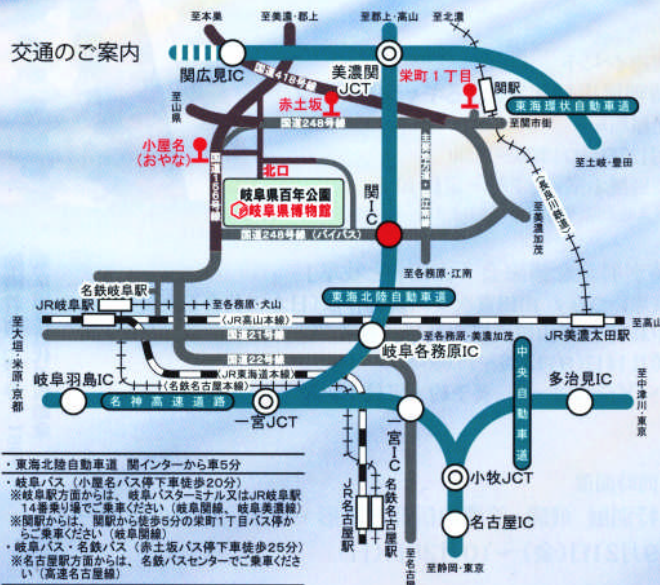 至本巣
至美濃・郡上
至郡上・高山
至北濃
交通のご案内
関広見IC
国道418号線
美濃関
JCT
栄町1丁目
関駅
東海環状自動車道
至山県
赤土坂
国道248号線
至関市街
至土岐・豊田
小屋名
(おやな)
国道156号線
北口
岐阜県百年公園
岐阜県博物館
関IC
(長良川鉄道)
至美濃加茂
国道248号線 (バイパス)
至各務原・江南
名鉄岐阜駅
東海北陸自動車道
JR岐阜駅
至各務原・犬山
(JR高山本線)
至高山
JR美濃太田駅
国道21号線
至各務原・美濃加茂
至大垣・米原・京都
岐阜各務原IC
国道22号線
(JR東海道本線)
(名鉄名古屋本線)
岐阜羽島IC
名神高速道路
一宮JCT
一宮IC
中央自動車道
多治見IC
至中津川・東京
JR名古屋駅
名鉄名古屋駅
小牧JCT
名古屋IC
至名古屋
至静岡・東京
・東海北陸自動車道 関インターから車5分
・岐阜バス (小屋名バス停下車徒歩20分)
※岐阜駅方面からは、岐阜バスターミナル又はJR岐阜駅
14番乗り場でご乗車ください (岐阜関線、岐阜美濃線)
※関駅からは、関駅から徒歩5分の栄町1丁目バス停か
らご乗車ください (岐阜関線)
・岐阜バス・名鉄バス (赤土坂バス停下車徒歩25分)
※名古屋駅方面からは、名鉄バスセンターでご乗車くださ
い (高速名古屋線)